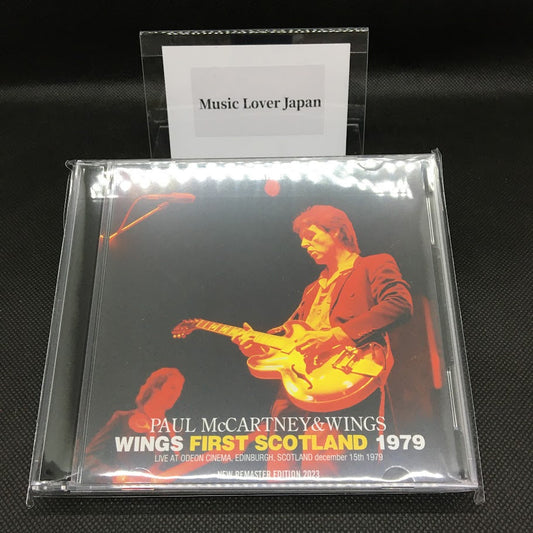 Music Lover Japan
PAUL McCARTNEY&WINGS
WINGS FIRST SCOTLAND 1979
LIVE AT ODEON CINEMA, EDINBURGH, SCOTLAND december 15th 1979
NEW REMASTER EDITION 2023